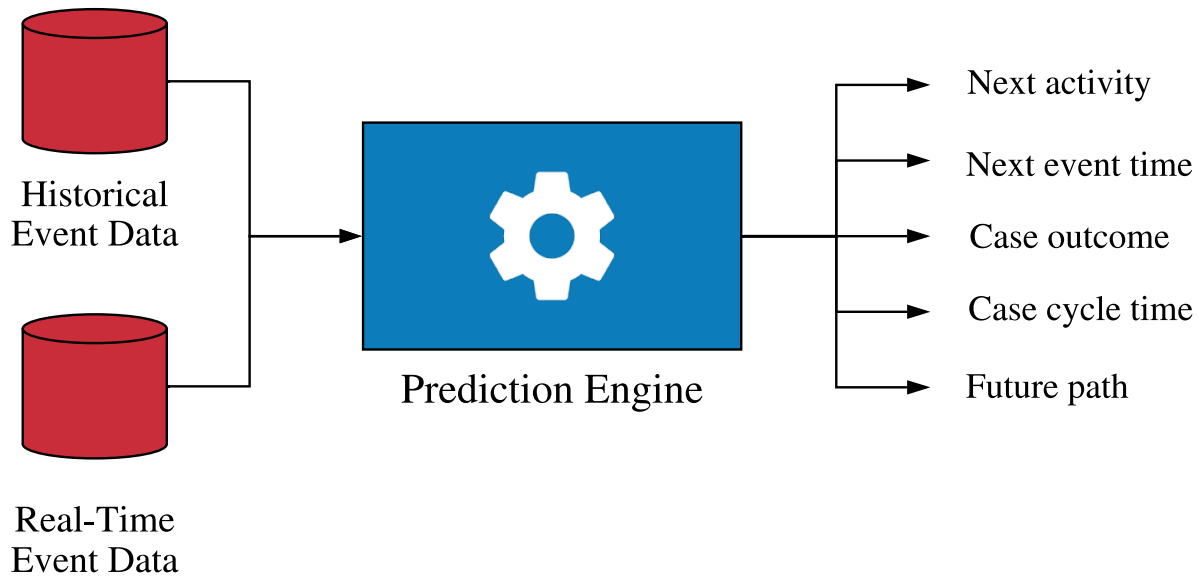 Historical
Event Data
Real-Time
Event Data
Prediction Engine
Next activity
Next event time
Case outcome
Case cycle time
Future path